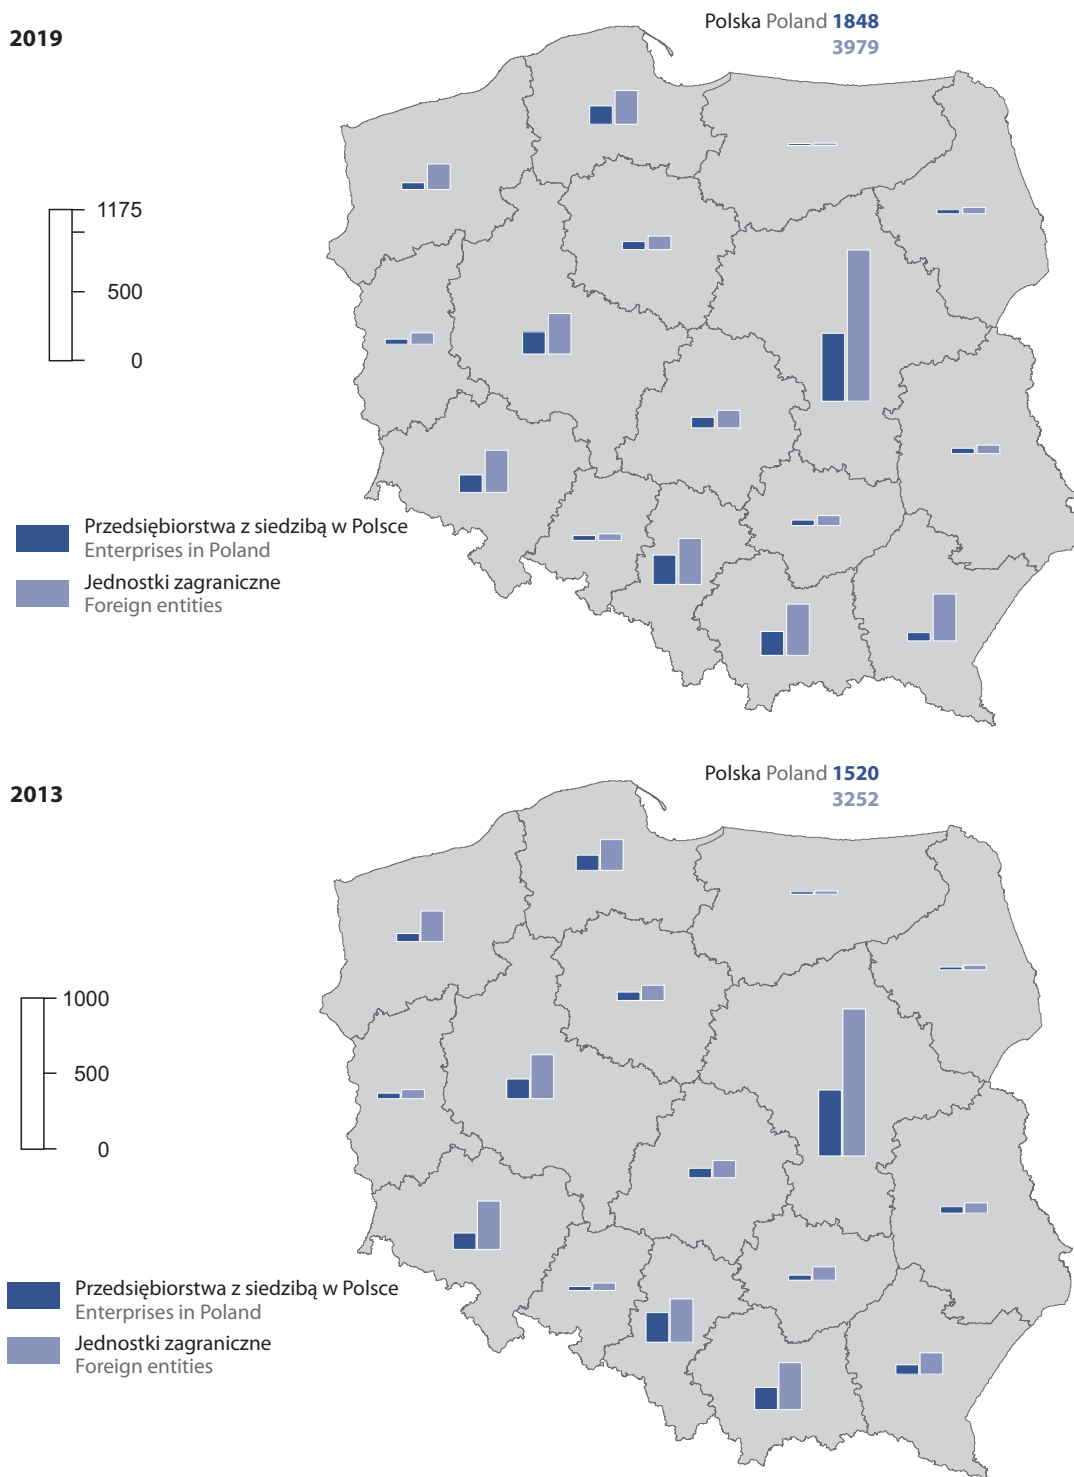 2019
Polska Poland 1848
3979
1175
500
0
Przedsiębiorstwa z siedzibą w Polsce
Enterprises in Poland
Jednostki zagraniczne
Foreign entities
2013
Polska Poland 1520
3252
1000
500
0
Przedsiębiorstwa z siedzibą w Polsce
Enterprises in Poland
Jednostki zagraniczne
Foreign entities